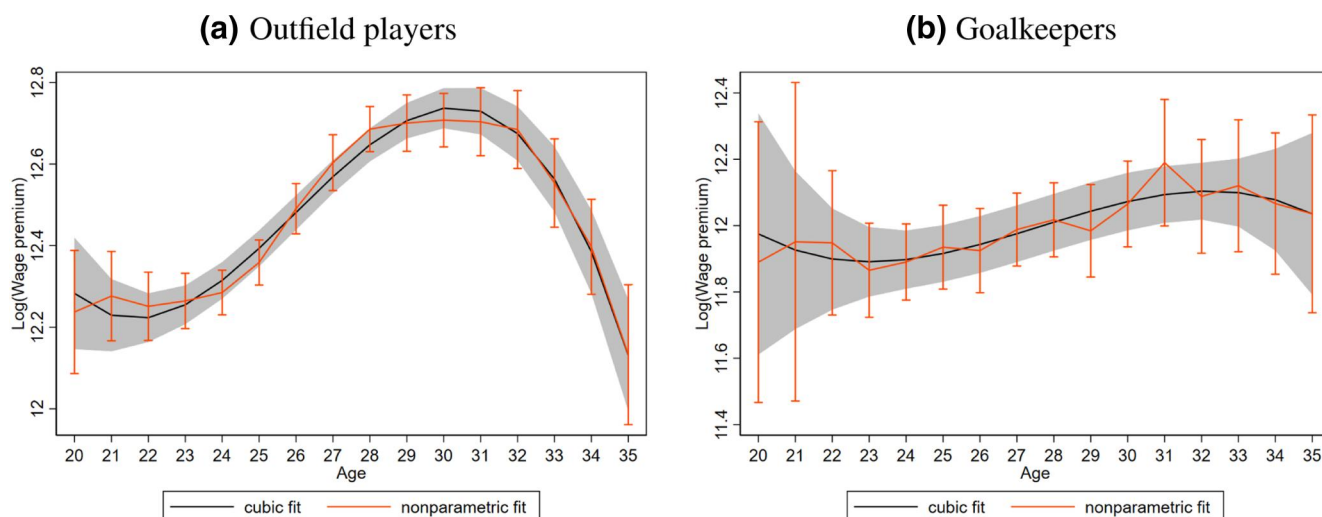 (a) Outfield players
Log(Wage premium)
12.8
12.6
12.4
12.2
12
20 21 22 23 24 25 26 27 28 29 30 31 32 33 34 35
Age
cubic fit nonparametric fit
(b) Goalkeepers
Log(Wage premium)
12.4
12.2
12
11.8
11.6
11.4
20 21 22 23 24 25 26 27 28 29 30 31 32 33 34 35
Age
cubic fit nonparametric fit